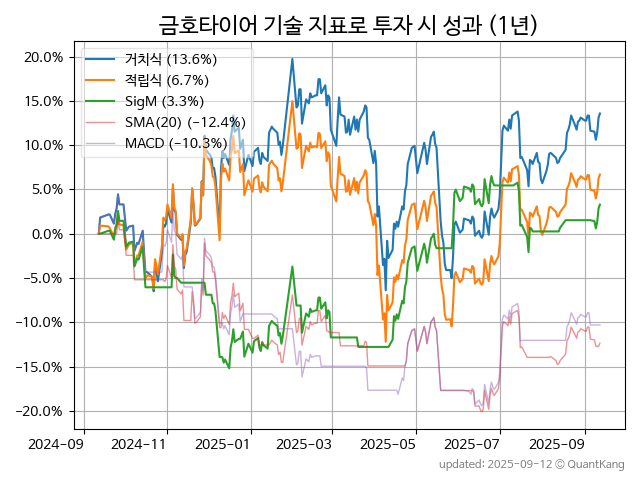 금호타이어 기술 지표로 투자 시 성과 (1년)
거치식 (13.6%)
적립식 (6.7%)
SigM (3.3%)
SMA(20) (−12.4%)
MACD (−10.3%)
20.0%
15.0%
10.0%
5.0%
0.0%
−5.0%
−10.0%
−15.0%
−20.0%
2024-09 2024-11 2025-01 2025-03 2025-05 2025-07 2025-09
updated: 2025-09-12 © QuantKang